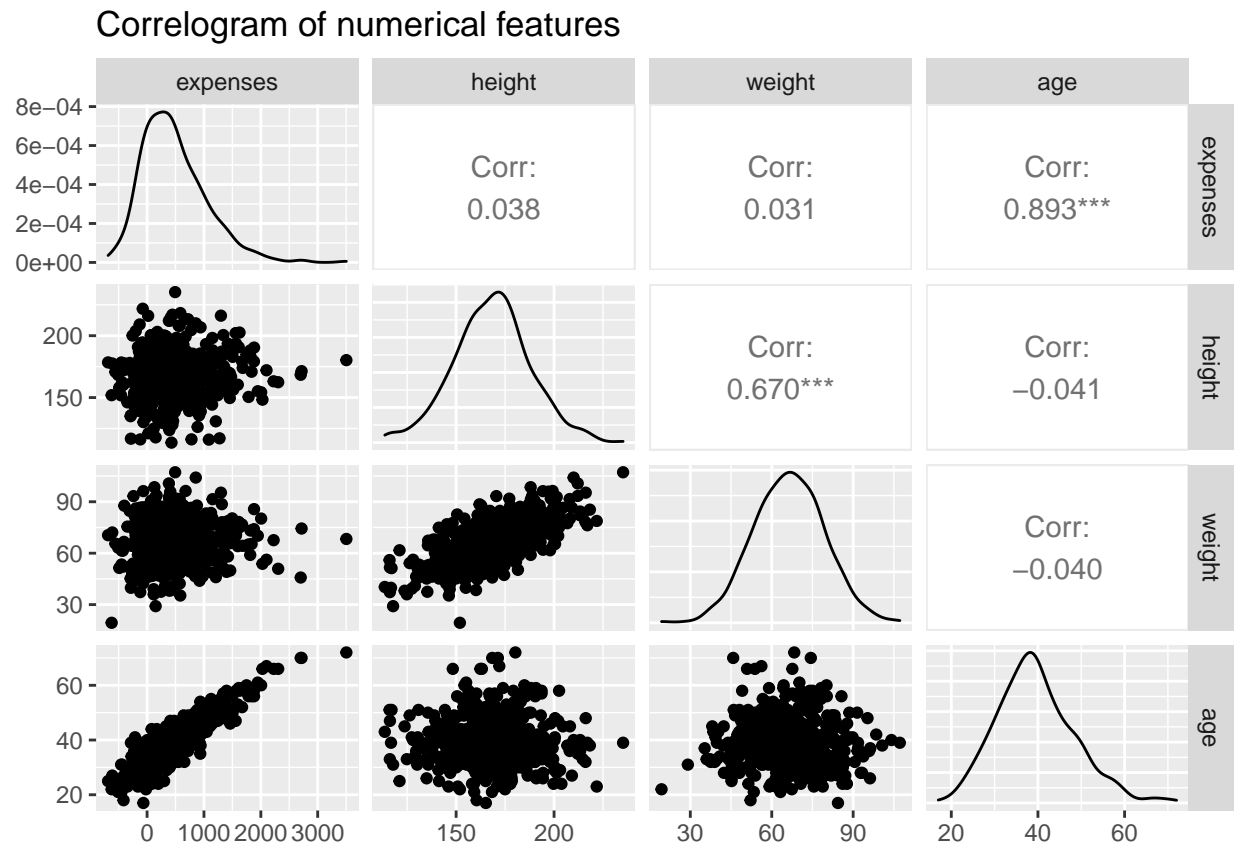 Correlogram of numerical features
expenses height weight age
8e−04
6e−04
4e−04
2e−04
0e+00
Corr:
0.038
Corr:
0.031
Corr:
0.893***
expenses
200
150
Corr:
0.670***
Corr:
−0.041
height
90
60
30
Corr:
−0.040
weight
60
40
20
age
0 1000 2000 3000
150 200
30 60 90
20 40 60